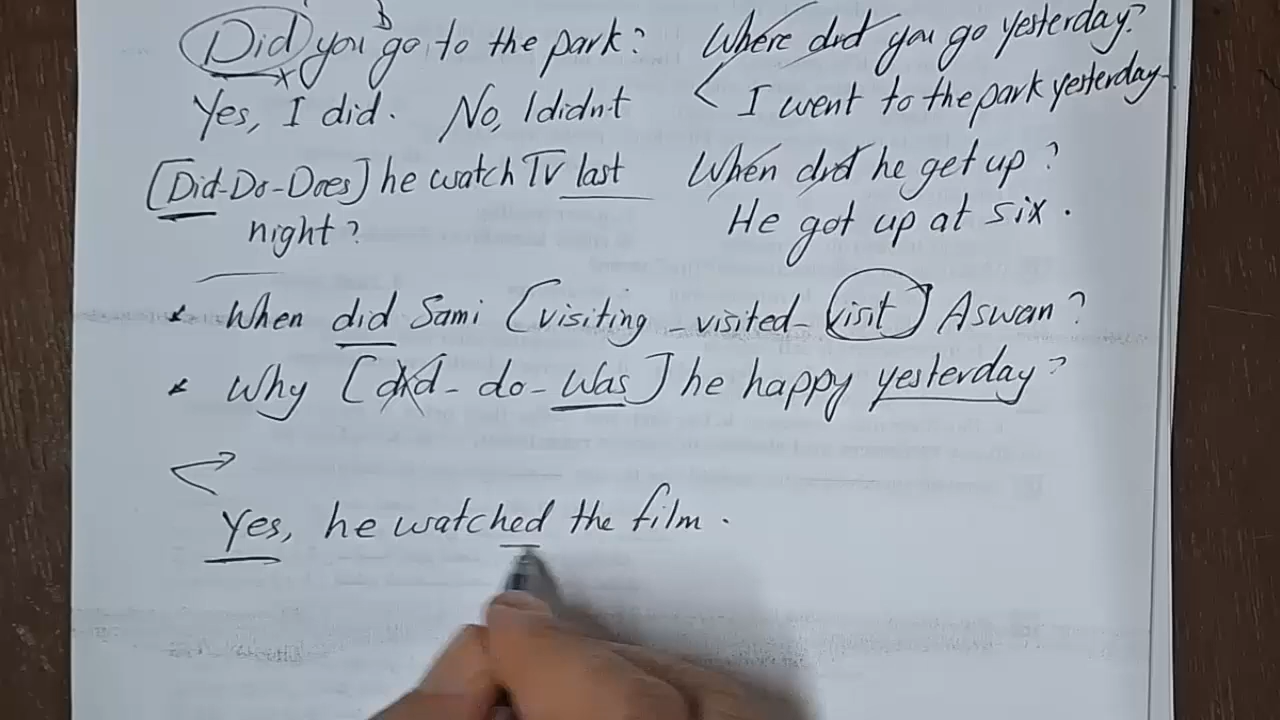 Did you go to the park?
Yes, I did. No, I didn't
[Did-Do-Does] he watch TV last
night?
Where did you go yesterday?
I went to the park yesterday
When did he get up?
He got up at six.
When did Sami [visiting - visited - visit] Aswan?
Why [did - do - was] he happy yesterday?
Yes, he watched the film.